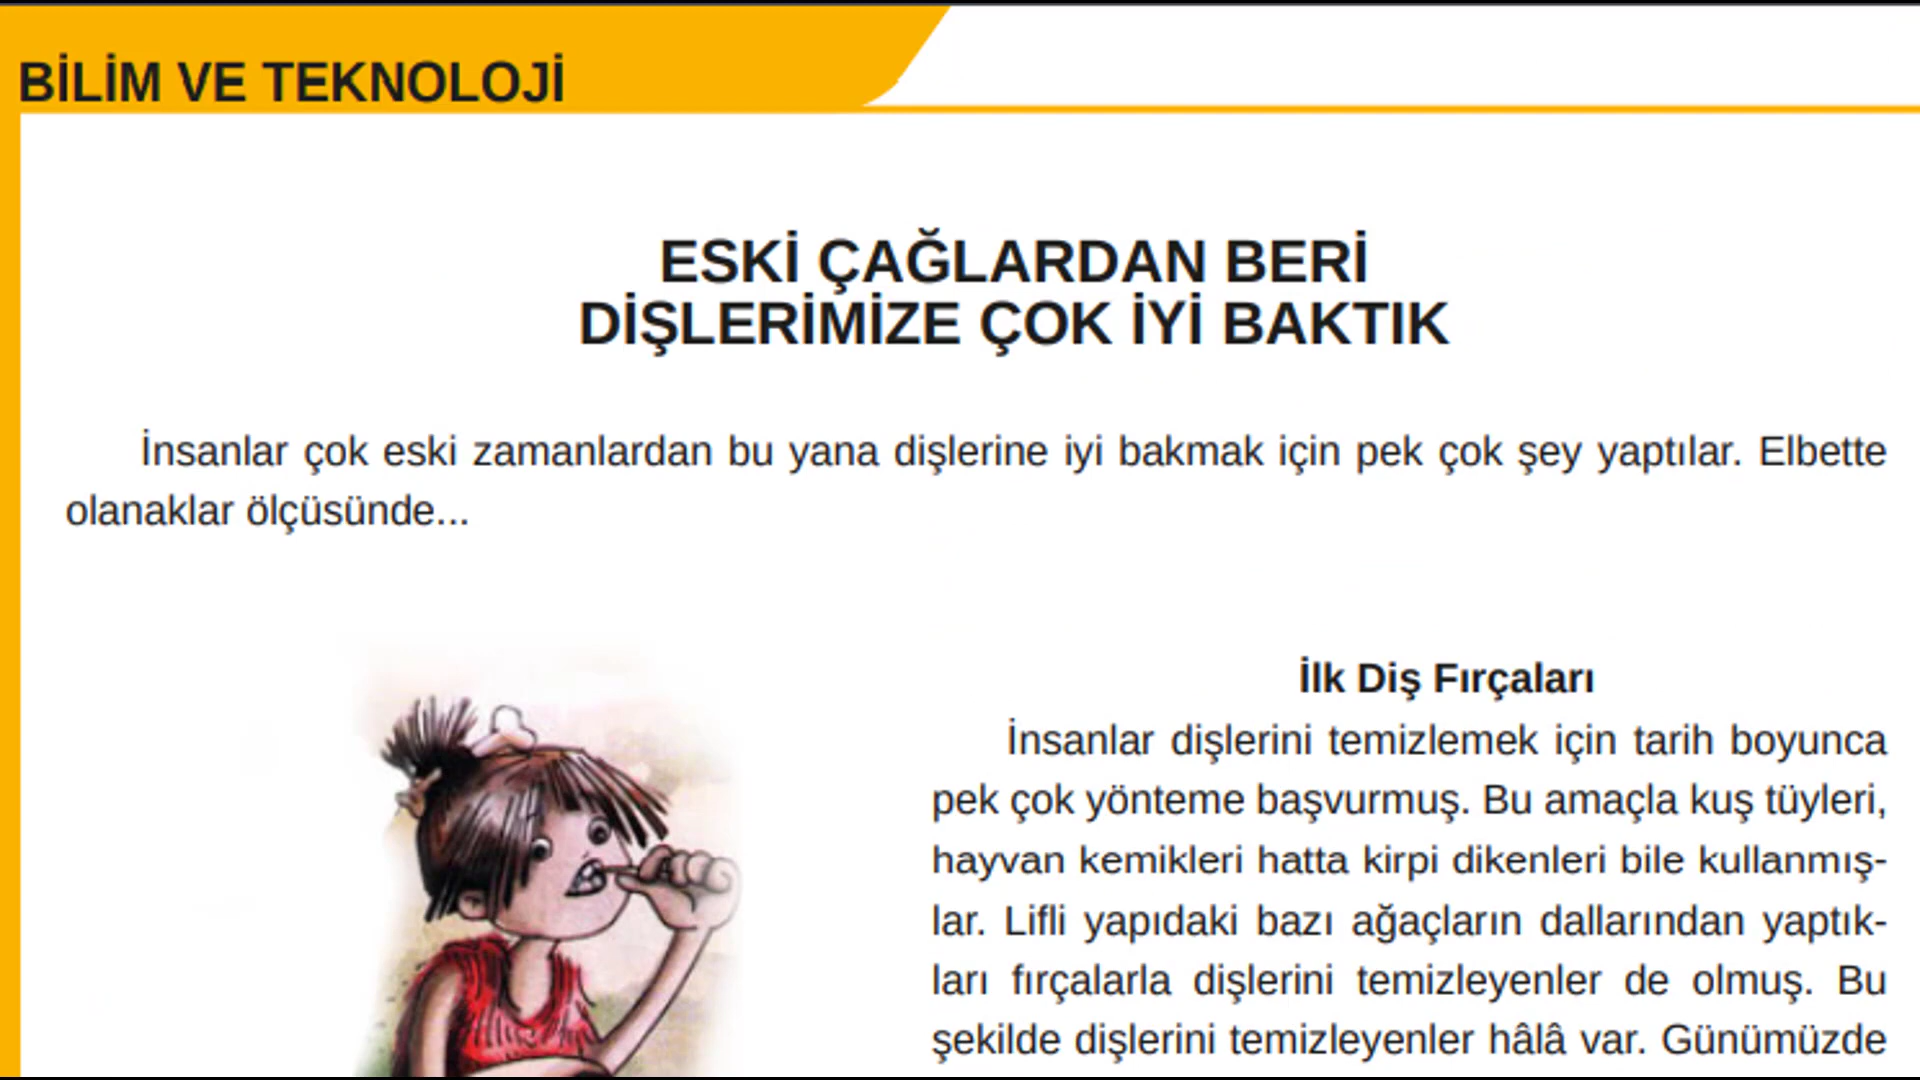 BİLİM VE TEKNOLOJİ
ESKİ ÇAĞLARDAN BERİ
DİŞLERİMİZE ÇOK İYİ BAKTIK
İnsanlar çok eski zamanlardan bu yana dişlerine iyi bakmak için pek çok şey yaptılar. Elbette
olanaklar ölçüsünde...
İlk Diş Fırçaları
İnsanlar dişlerini temizlemek için tarih boyunca
pek çok yönteme başvurmuş. Bu amaçla kuş tüyleri,
hayvan kemikleri hatta kirpi dikenleri bile kullanmış-
lar. Lifli yapıdaki bazı ağaçların dallarından yaptık-
ları fırçalarla dişlerini temizleyenler de olmuş. Bu
şekilde dişlerini temizleyenler hâlâ var. Günümüzde